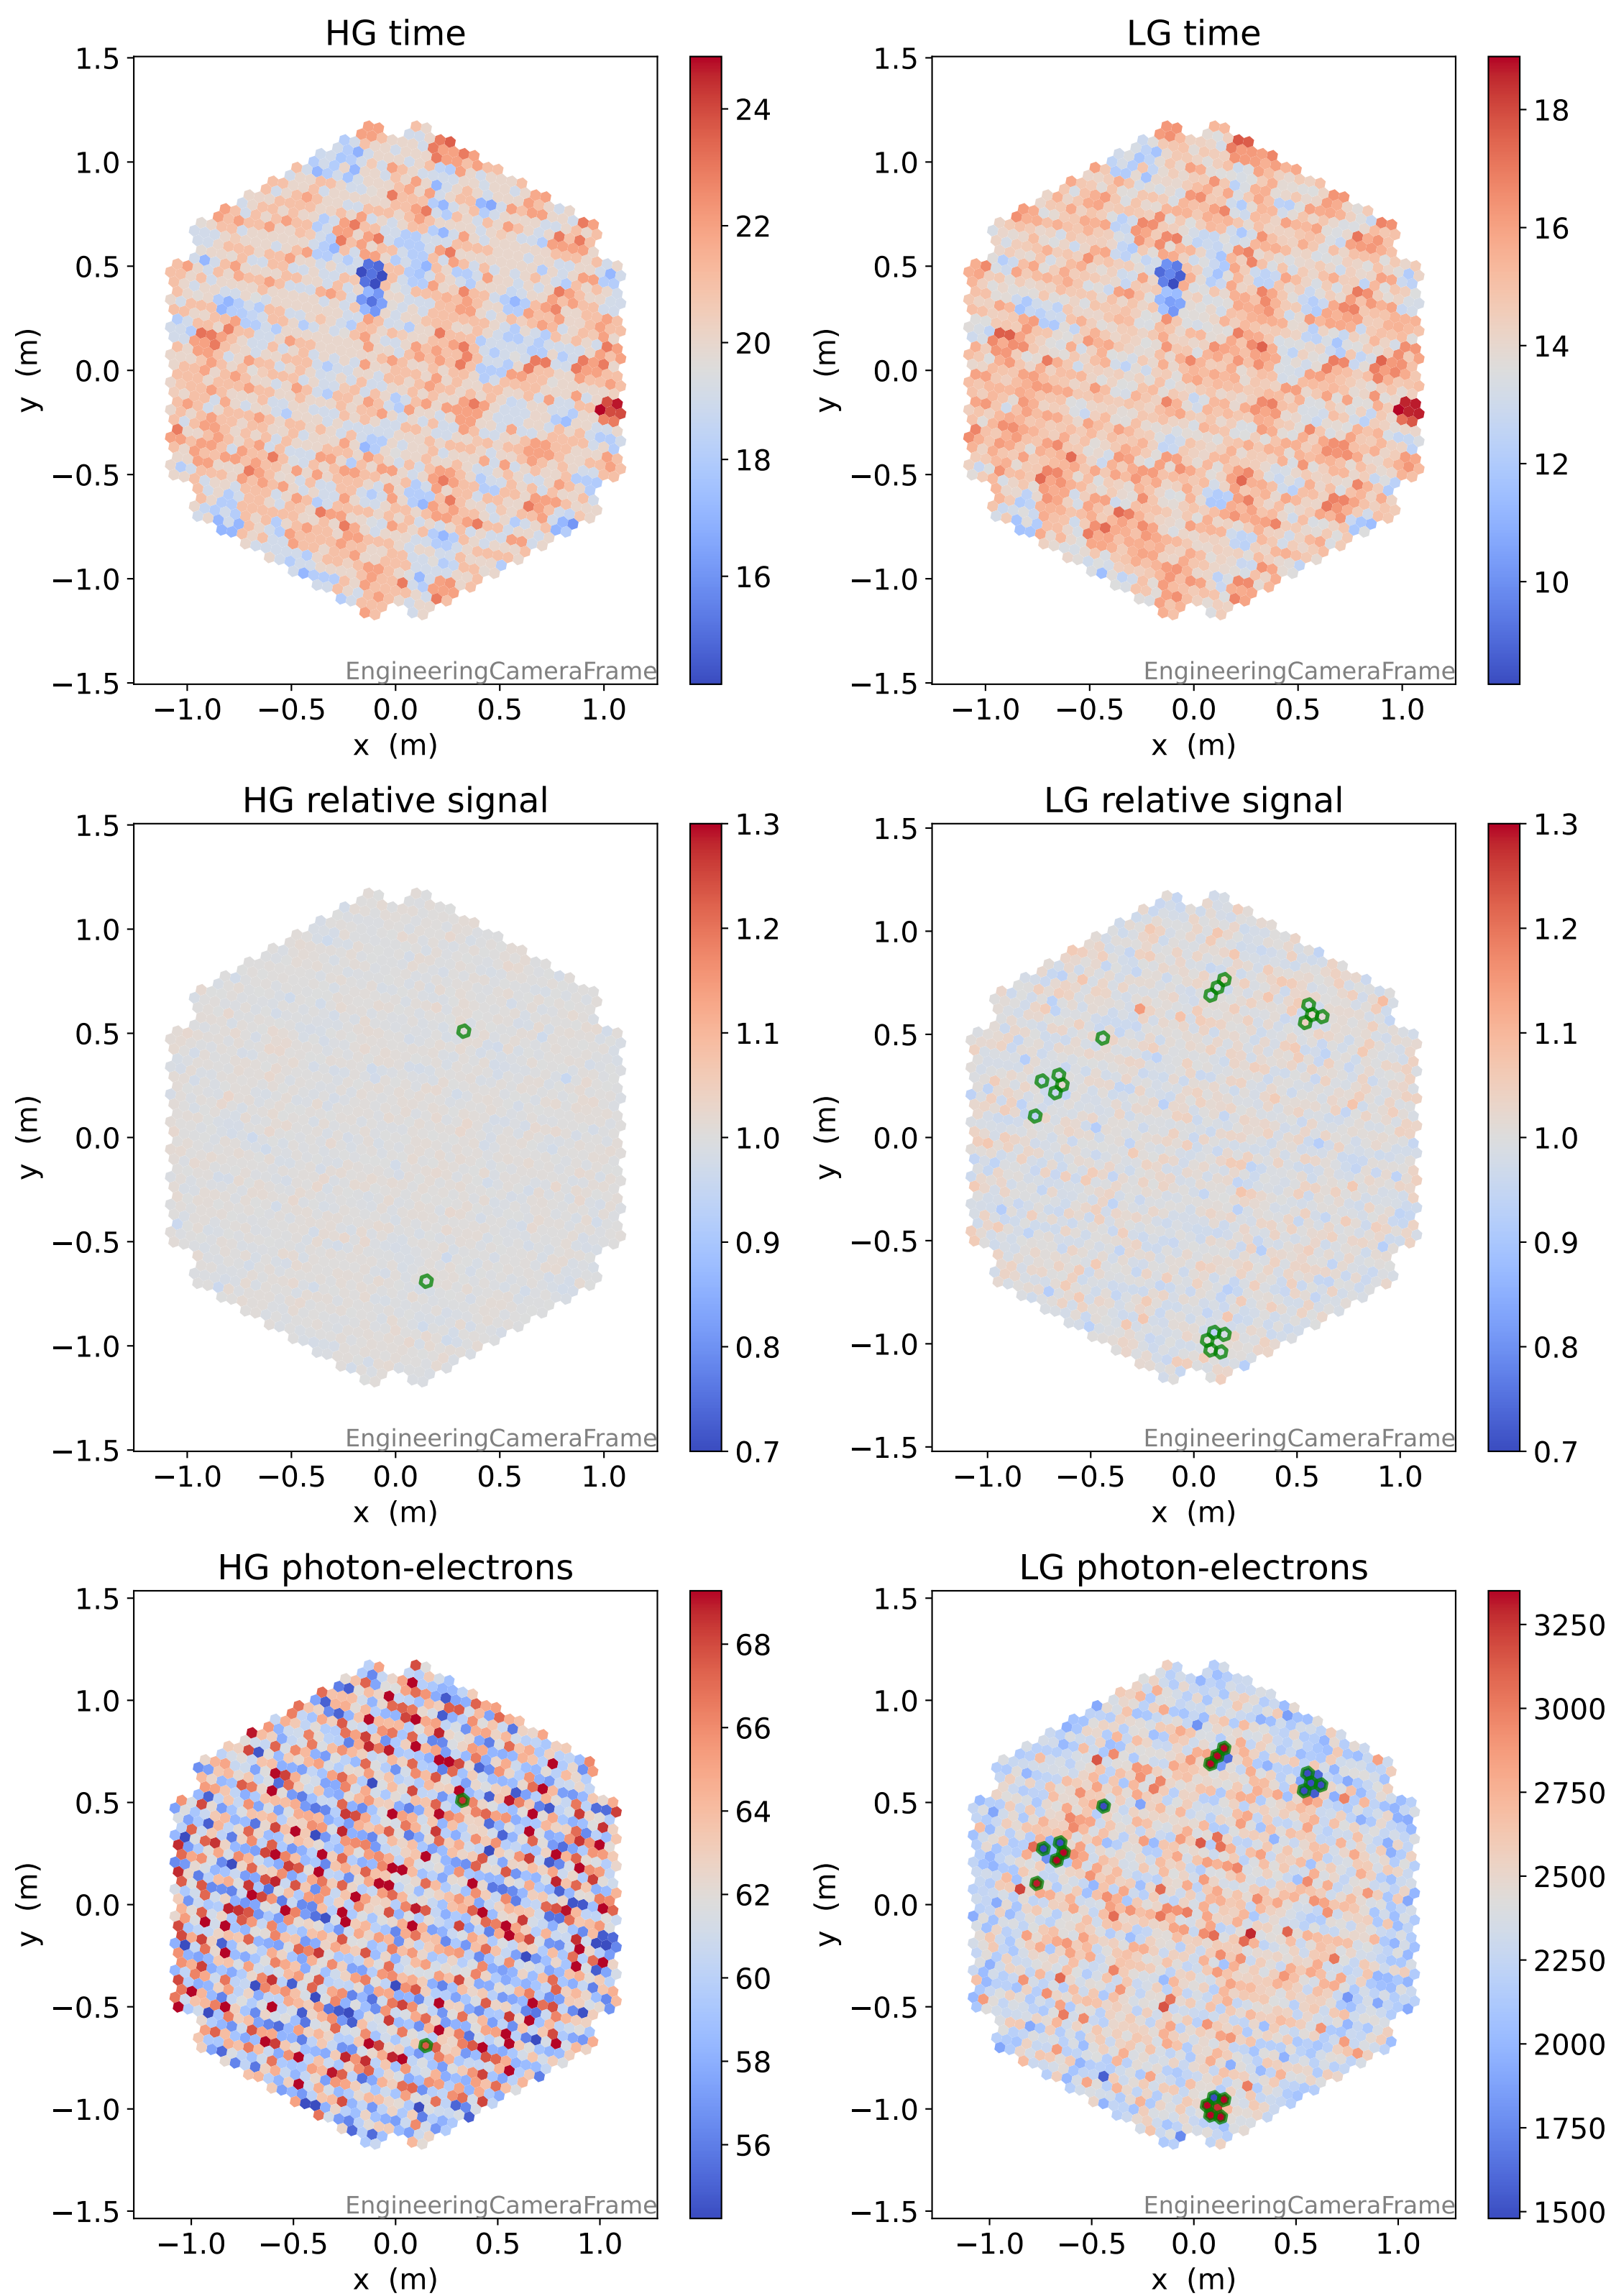 HG time
1.5
1.0
0.5
0.0
−0.5
−1.0
−1.5
y (m)
−1.0 −0.5 0.0 0.5 1.0
x (m)
EngineeringCameraFrame
24
22
20
18
16
LG time
1.5
1.0
0.5
0.0
−0.5
−1.0
−1.5
y (m)
−1.0 −0.5 0.0 0.5 1.0
x (m)
EngineeringCameraFrame
18
16
14
12
10
HG relative signal
1.5
1.0
0.5
0.0
−0.5
−1.0
−1.5
y (m)
−1.0 −0.5 0.0 0.5 1.0
x (m)
EngineeringCameraFrame
1.3
1.2
1.1
1.0
0.9
0.8
0.7
LG relative signal
1.5
1.0
0.5
0.0
−0.5
−1.0
−1.5
y (m)
−1.0 −0.5 0.0 0.5 1.0
x (m)
EngineeringCameraFrame
1.3
1.2
1.1
1.0
0.9
0.8
0.7
HG photon-electrons
1.5
1.0
0.5
0.0
−0.5
−1.0
−1.5
y (m)
−1.0 −0.5 0.0 0.5 1.0
x (m)
EngineeringCameraFrame
68
66
64
62
60
58
56
LG photon-electrons
1.5
1.0
0.5
0.0
−0.5
−1.0
−1.5
y (m)
−1.0 −0.5 0.0 0.5 1.0
x (m)
EngineeringCameraFrame
3250
3000
2750
2500
2250
2000
1750
1500